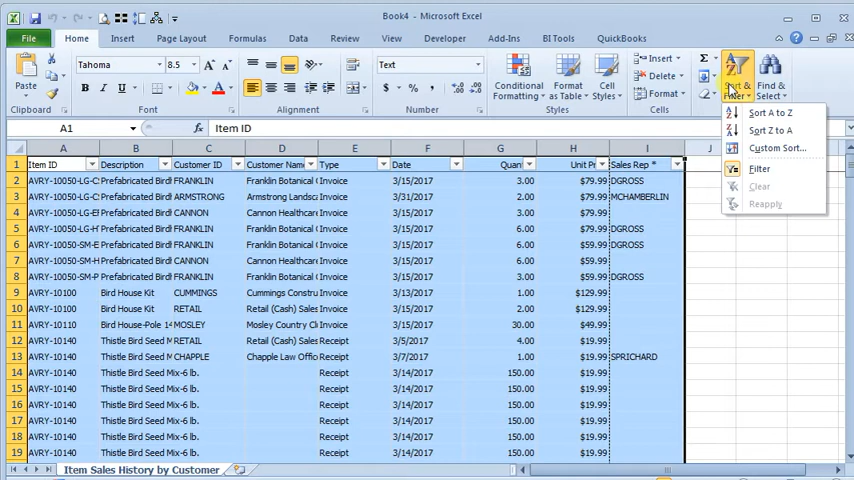 Book4 - Microsoft Excel
File Home Insert Page Layout Formulas Data Review View Developer Add-Ins BI Tools QuickBooks
Tahoma 8.5 A A Text Insert Σ
Paste B I U $ % , Conditional Formatting Format as Table Cell Styles Delete Format Sort & Filter Find & Select
Clipboard Font Alignment Number Styles Cells
Sort A to Z
Sort Z to A
Custom Sort...
Filter
Clear
Reapply
A1 fx Item ID
A B C D E F G H I J L
1 Item ID Description Customer ID Customer Name Type Date Quant Unit Pr Sales Rep *
2 AVRY-10050-LG-C Prefabricated Bird FRANKLIN Franklin Botanical Invoice 3/15/2017 3.00 $79.99 DGROSS
3 AVRY-10050-LG-C Prefabricated Bird ARMSTRONG Armstrong Landsc Invoice 3/31/2017 2.00 $79.99 MCHAMBERLIN
4 AVRY-10050-LG-E Prefabricated Bird CANNON Cannon Healthcare Invoice 3/15/2017 3.00 $79.99
5 AVRY-10050-LG-H Prefabricated Bird FRANKLIN Franklin Botanical Invoice 3/15/2017 6.00 $79.99 DGROSS
6 AVRY-10050-SM-E Prefabricated Bird FRANKLIN Franklin Botanical Invoice 3/15/2017 6.00 $59.99 DGROSS
7 AVRY-10050-SM-H Prefabricated Bird CANNON Cannon Healthcare Invoice 3/15/2017 6.00 $59.99
8 AVRY-10050-SM-P Prefabricated Bird FRANKLIN Franklin Botanical Invoice 3/15/2017 3.00 $59.99 DGROSS
9 AVRY-10100 Bird House Kit CUMMINGS Cummings Constru Invoice 3/13/2017 1.00 $129.99
10 AVRY-10100 Bird House Kit RETAIL Retail (Cash) Sales Invoice 3/15/2017 2.00 $129.99
11 AVRY-10110 Bird House-Pole 14 MOSLEY Mosley Country Cl Invoice 3/15/2017 30.00 $49.99
12 AVRY-10140 Thistle Bird Seed M RETAIL Retail (Cash) Sales Receipt 3/5/2017 4.00 $19.99
13 AVRY-10140 Thistle Bird Seed M CHAPPLE Chapple Law Office Receipt 3/7/2017 1.00 $19.99 SPRICHARD
14 AVRY-10140 Thistle Bird Seed Mix-6 lb. Receipt 3/14/2017 150.00 $19.99
15 AVRY-10140 Thistle Bird Seed Mix-6 lb. Receipt 3/14/2017 150.00 $19.99
16 AVRY-10140 Thistle Bird Seed Mix-6 lb. Receipt 3/14/2017 150.00 $19.99
17 AVRY-10140 Thistle Bird Seed Mix-6 lb. Receipt 3/14/2017 150.00 $19.99
18 AVRY-10140 Thistle Bird Seed Mix-6 lb. Receipt 3/14/2017 150.00 $19.99
19 AVRY-10140 Thistle Bird Seed Mix-6 lb. Receipt 3/14/2017 150.00 $19.99
Item Sales History by Customer